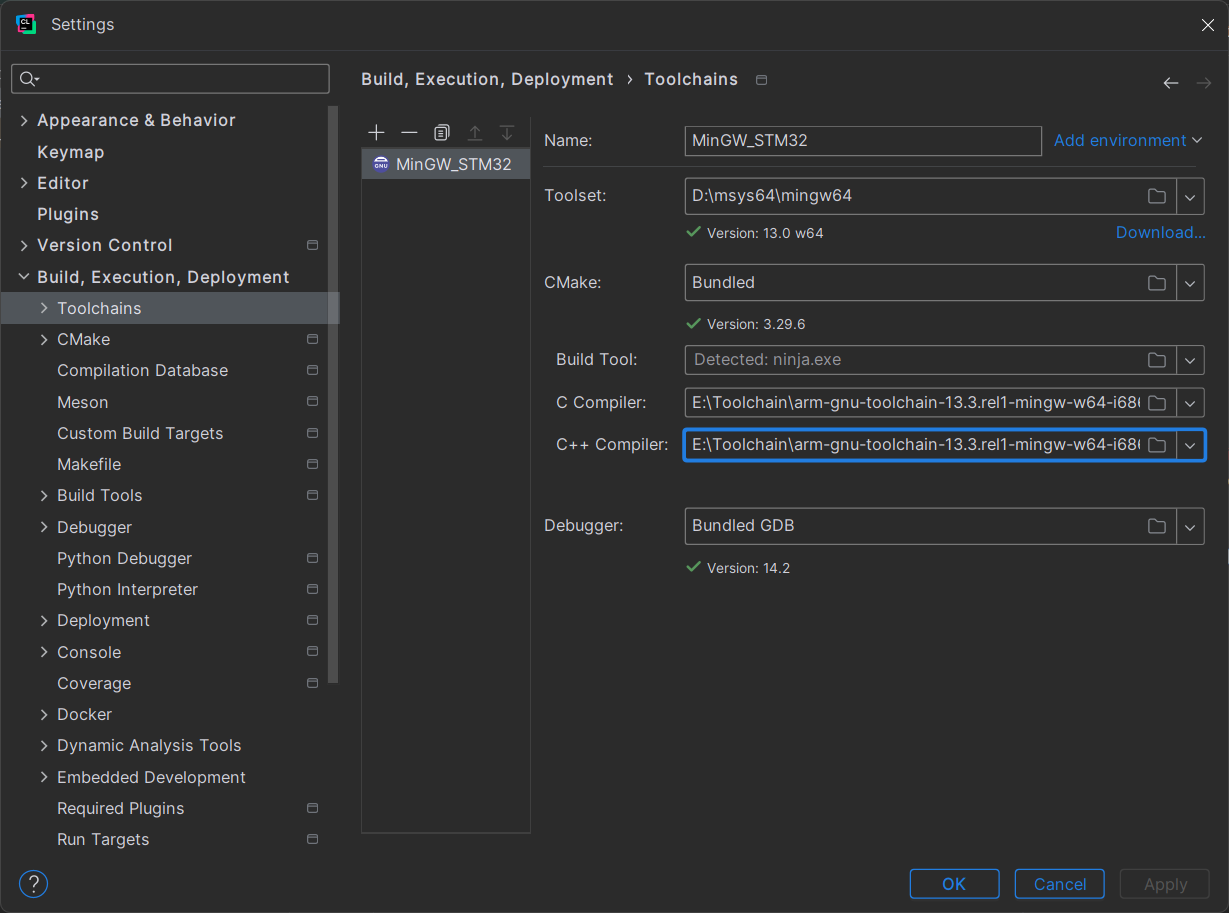 Settings
Build, Execution, Deployment › Toolchains
Appearance & Behavior
Keymap
Editor
Plugins
Version Control
Build, Execution, Deployment
Toolchains
CMake
Compilation Database
Meson
Custom Build Targets
Makefile
Build Tools
Debugger
Python Debugger
Python Interpreter
Deployment
Console
Coverage
Docker
Dynamic Analysis Tools
Embedded Development
Required Plugins
Run Targets
MinGW_STM32
Name: MinGW_STM32 Add environment
Toolset: D:\msys64\mingw64
Version: 13.0 w64 Download...
CMake: Bundled
Version: 3.29.6
Build Tool: Detected: ninja.exe
C Compiler: E:\Toolchain\arm-gnu-toolchain-13.3.rel1-mingw-w64-i686
C++ Compiler: E:\Toolchain\arm-gnu-toolchain-13.3.rel1-mingw-w64-i686
Debugger: Bundled GDB
Version: 14.2
? OK Cancel Apply